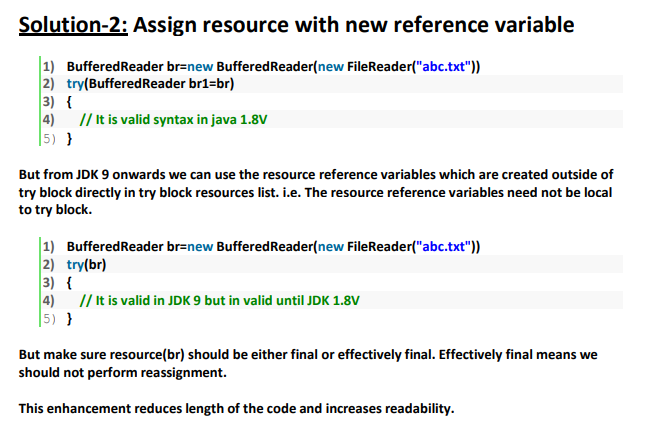 Solution-2: Assign resource with new reference variable
1) BufferedReader br=new BufferedReader(new FileReader("abc.txt"))
2) try(BufferedReader br1=br)
3) {
4) // It is valid syntax in java 1.8V
5) }
But from JDK 9 onwards we can use the resource reference variables which are created outside of
try block directly in try block resources list. i.e. The resource reference variables need not be local
to try block.
1) BufferedReader br=new BufferedReader(new FileReader("abc.txt"))
2) try(br)
3) {
4) // It is valid in JDK 9 but in valid until JDK 1.8V
5) }
But make sure resource(br) should be either final or effectively final. Effectively final means we
should not perform reassignment.
This enhancement reduces length of the code and increases readability.